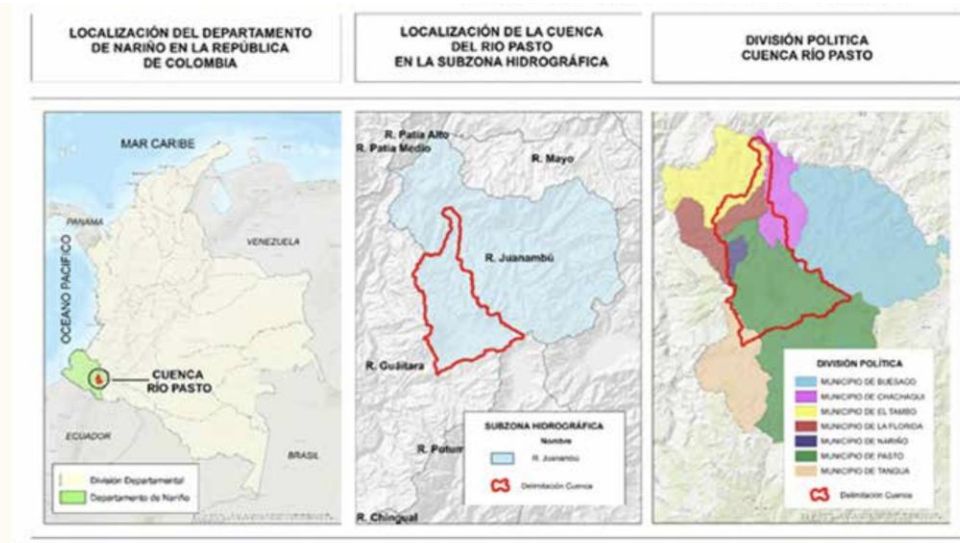 LOCALIZACIÓN DEL DEPARTAMENTO
DE NARIÑO EN LA REPÚBLICA
DE COLOMBIA
LOCALIZACIÓN DE LA CUENCA
DEL RIO PASTO
EN LA SUBZONA HIDROGRÁFICA
DIVISIÓN POLITICA
CUENCA RÍO PASTO
MAR CARIBE
PANAMA
VENEZUELA
OCEANO PACIFICO
CUENCA
RÍO PASTO
ECUADOR
BRASIL
División Departamental
Departamento de Nariño
R. Patía Alto
R. Patía Medio
R. Mayo
R. Juanambú
R. Guáitara
R. Putum
R. Chingual
SUBZONA HIDROGRÁFICA
Nombre
R. Juanambú
Delimitación Cuenca
DIVISIÓN POLÍTICA
MUNICIPIO DE BUESACO
MUNICIPIO DE CHACHAGUI
MUNICIPIO DE EL TAMBO
MUNICIPIO DE LA FLORIDA
MUNICIPIO DE NARIÑO
MUNICIPIO DE PASTO
MUNICIPIO DE TANGUA
Delimitación Cuenca